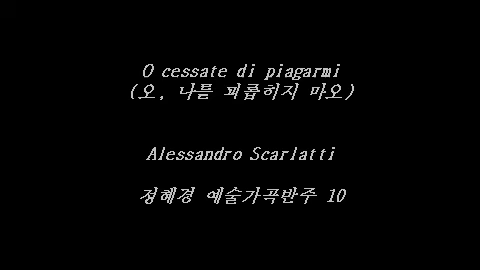 O cessate di piagarmi
(오, 나를 괴롭히지 마오)
Alessandro Scarlatti
정혜경 예술가곡반주 10